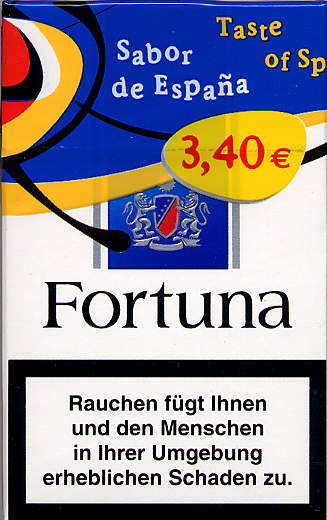 Sabor
de España
Taste
of Sp
3,40 €
Fortuna
Rauchen fügt Ihnen
und den Menschen
in Ihrer Umgebung
erheblichen Schaden zu.